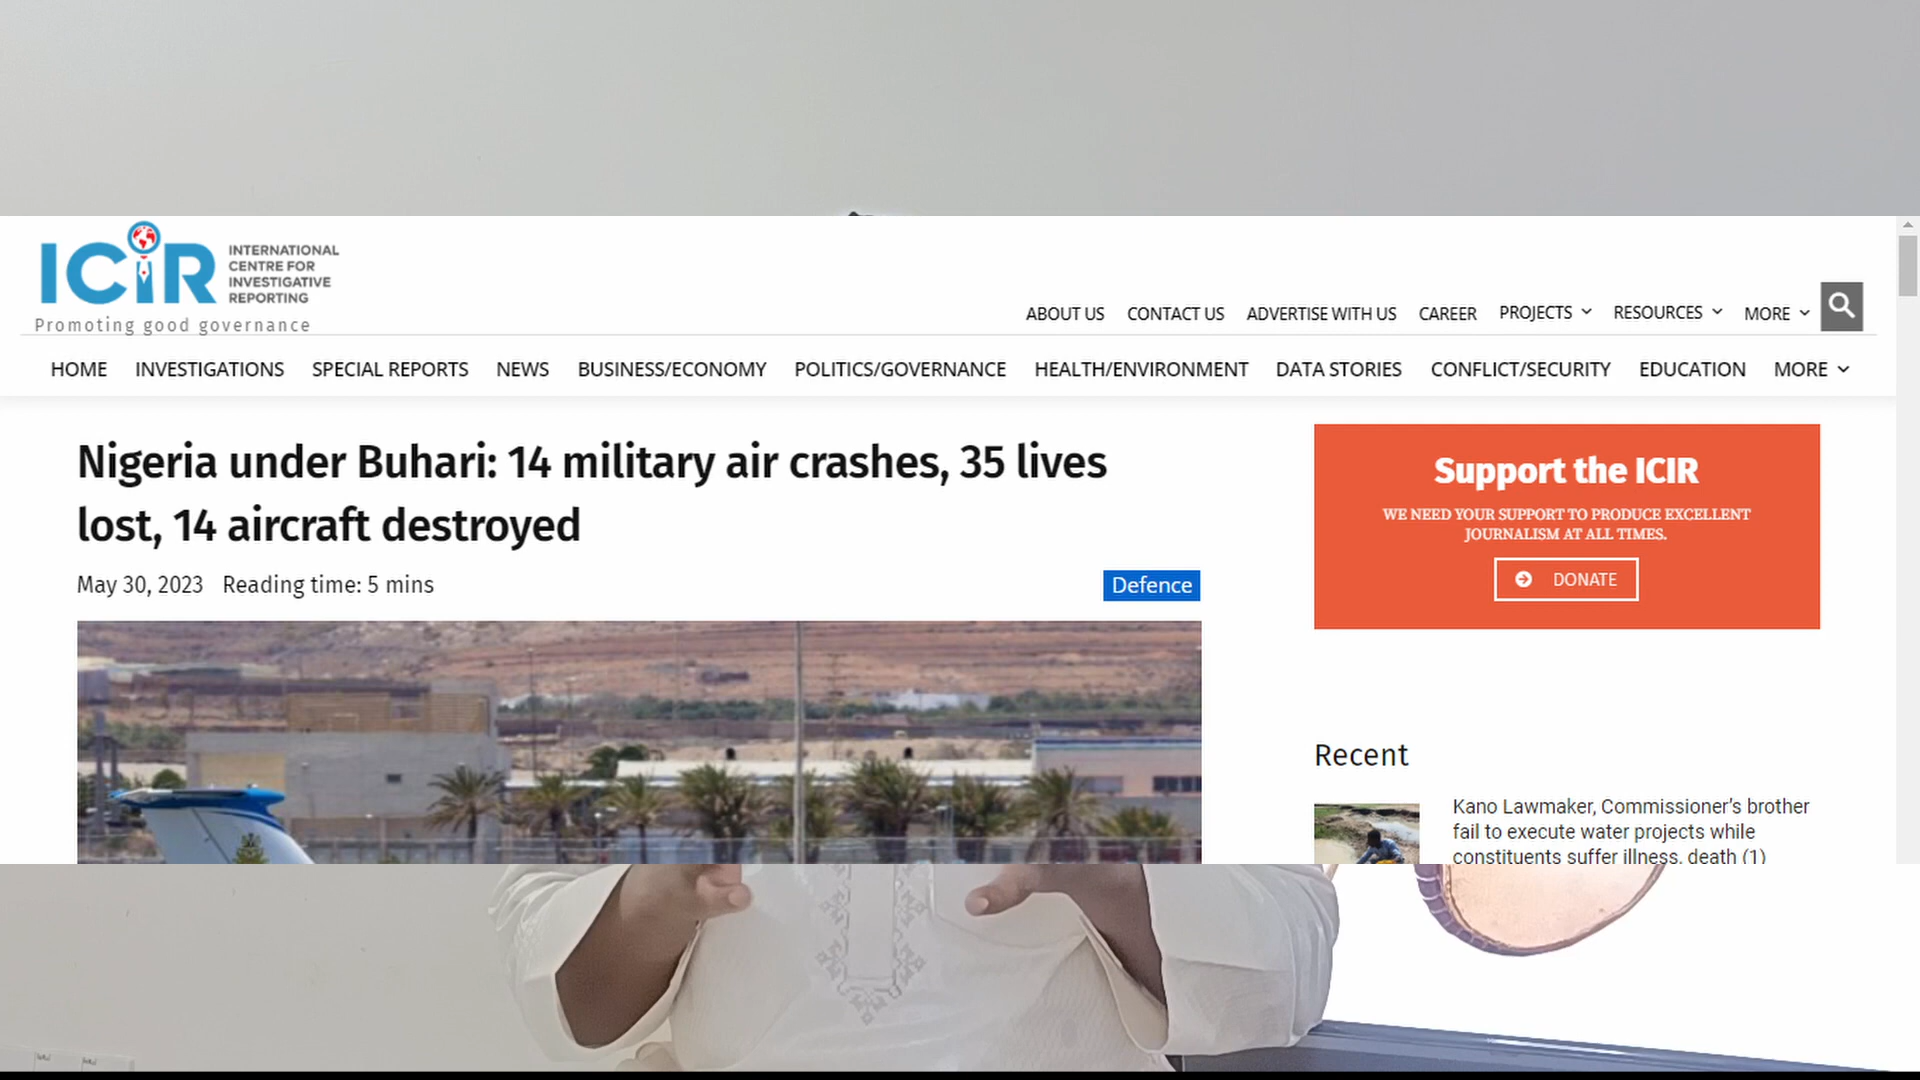 ICiR
INTERNATIONAL
CENTRE FOR
INVESTIGATIVE
REPORTING
Promoting good governance
ABOUT US CONTACT US ADVERTISE WITH US CAREER PROJECTS RESOURCES MORE
HOME INVESTIGATIONS SPECIAL REPORTS NEWS BUSINESS/ECONOMY POLITICS/GOVERNANCE HEALTH/ENVIRONMENT DATA STORIES CONFLICT/SECURITY EDUCATION MORE
Nigeria under Buhari: 14 military air crashes, 35 lives
lost, 14 aircraft destroyed
May 30, 2023 Reading time: 5 mins
Defence
Support the ICIR
WE NEED YOUR SUPPORT TO PRODUCE EXCELLENT
JOURNALISM AT ALL TIMES.
DONATE
Recent
Kano Lawmaker, Commissioner's brother
fail to execute water projects while
constituents suffer illness, death (1)